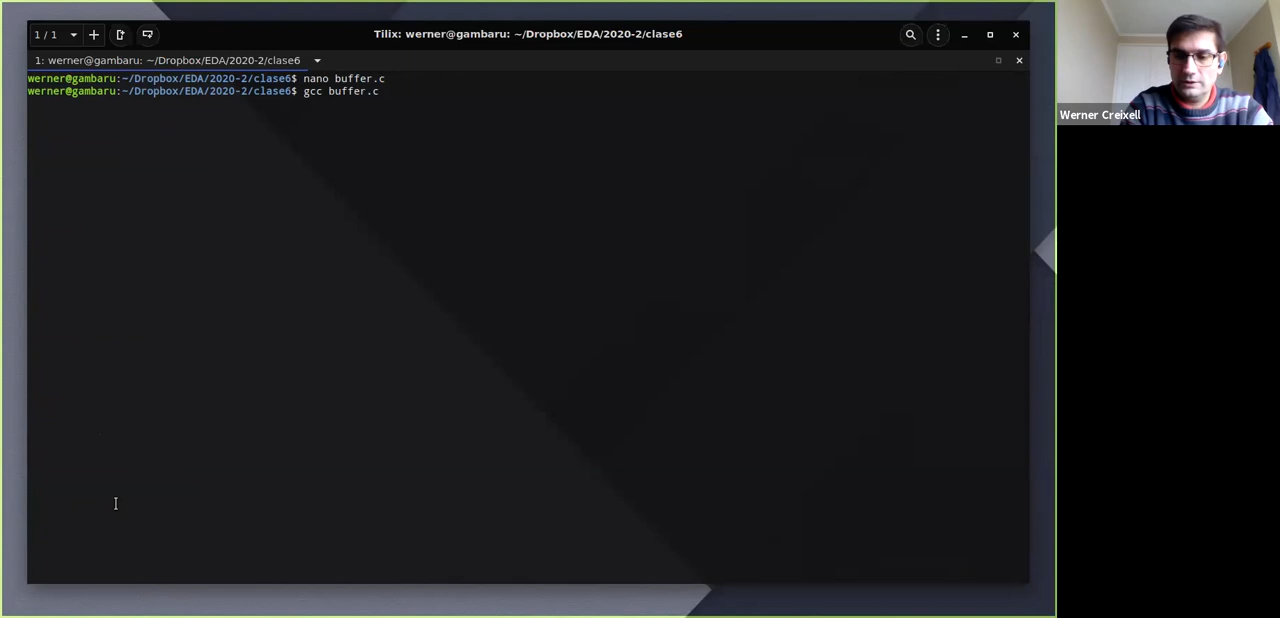 1 / 1
Tilix: werner@gambaru: ~/Dropbox/EDA/2020-2/clase6
1: werner@gambaru: ~/Dropbox/EDA/2020-2/clase6
werner@gambaru:~/Dropbox/EDA/2020-2/clase6$ nano buffer.c
werner@gambaru:~/Dropbox/EDA/2020-2/clase6$ gcc buffer.c
Werner Creixell